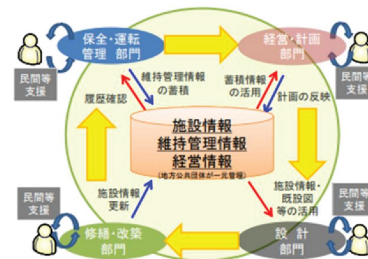 保全・運転
管理 部門
経営・計画
部門
民間等
支援
民間等
支援
維持管理情報
の蓄積
蓄積情報
の活用
履歴確認
計画の反映
施設情報
維持管理情報
経営情報
(地方公共団体が一元管理)
施設情報
更新
施設情報・
既設図
等の活用
民間等
支援
民間等
支援
修繕・改築
部門
設 計
部門